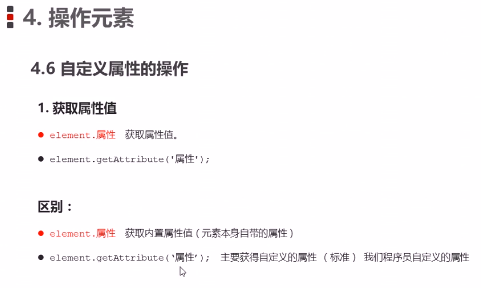 4. 操作元素
4.6 自定义属性的操作
1. 获取属性值
● element.属性 获取属性值。
● element.getAttribute('属性');
区别：
● element.属性 获取内置属性值（元素本身自带的属性）
● element.getAttribute('属性'); 主要获得自定义的属性（标准） 我们程序员自定义的属性